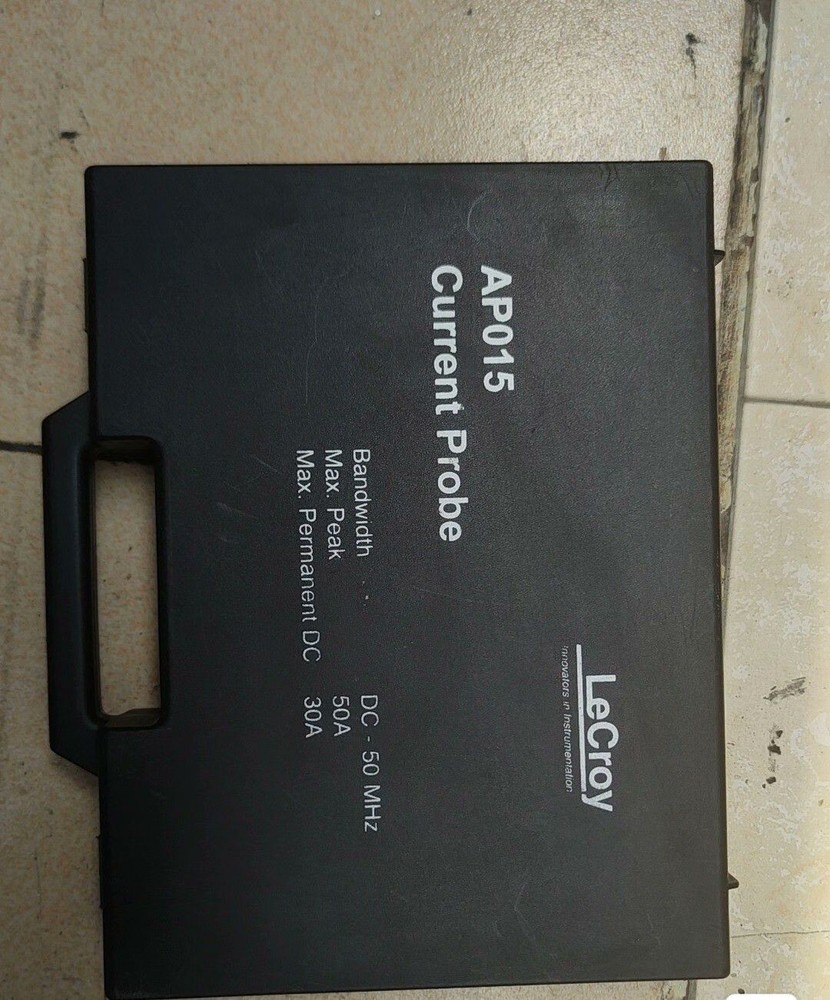 LeCroy
Innovators in Instrumentation
AP015
Current Probe
Bandwidth DC - 50 MHz
Max. Peak 50A
Max. Permanent DC 30A